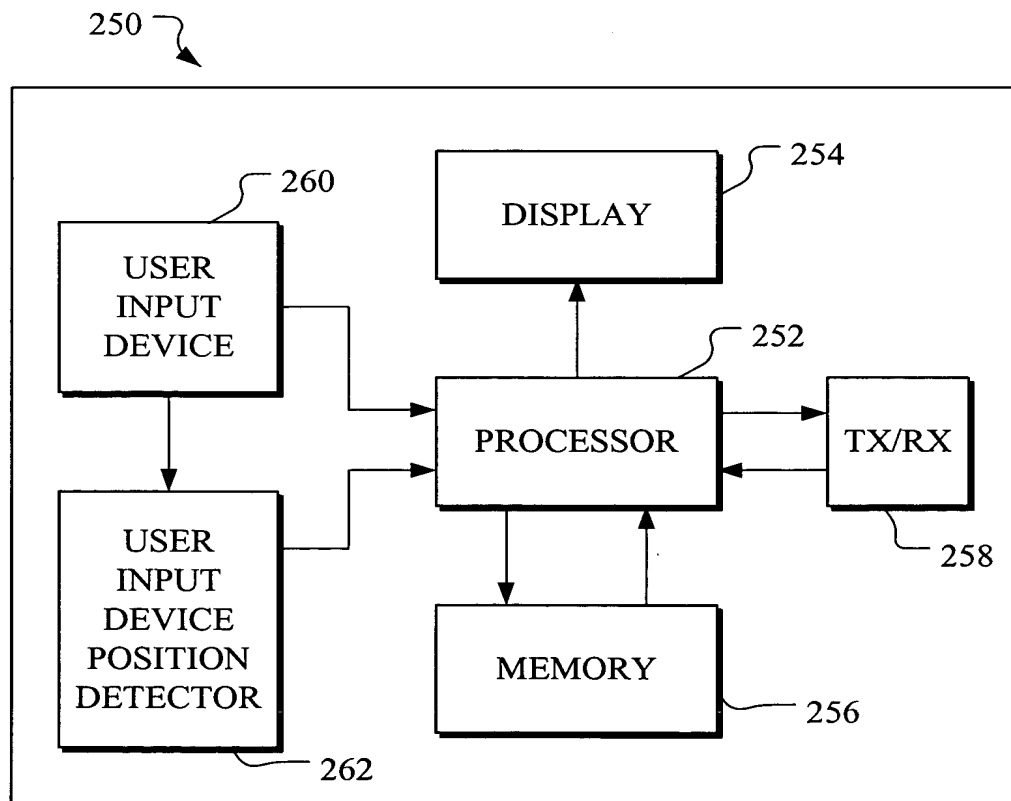 250
254
DISPLAY
260
USER
INPUT
DEVICE
252
PROCESSOR
TX/RX
258
USER
INPUT
DEVICE
POSITION
DETECTOR
262
MEMORY
256